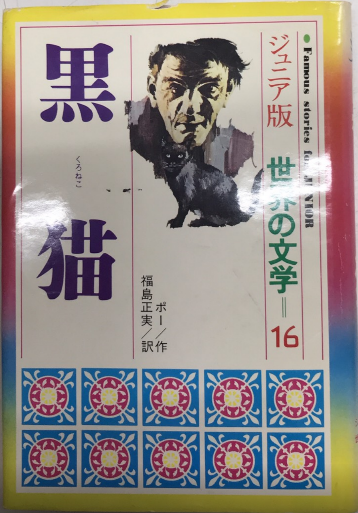 Famous stories for JUNIOR
ジュニア版
世界の文学=16
黒猫
くろねこ
ポー/作
福島正実/訳